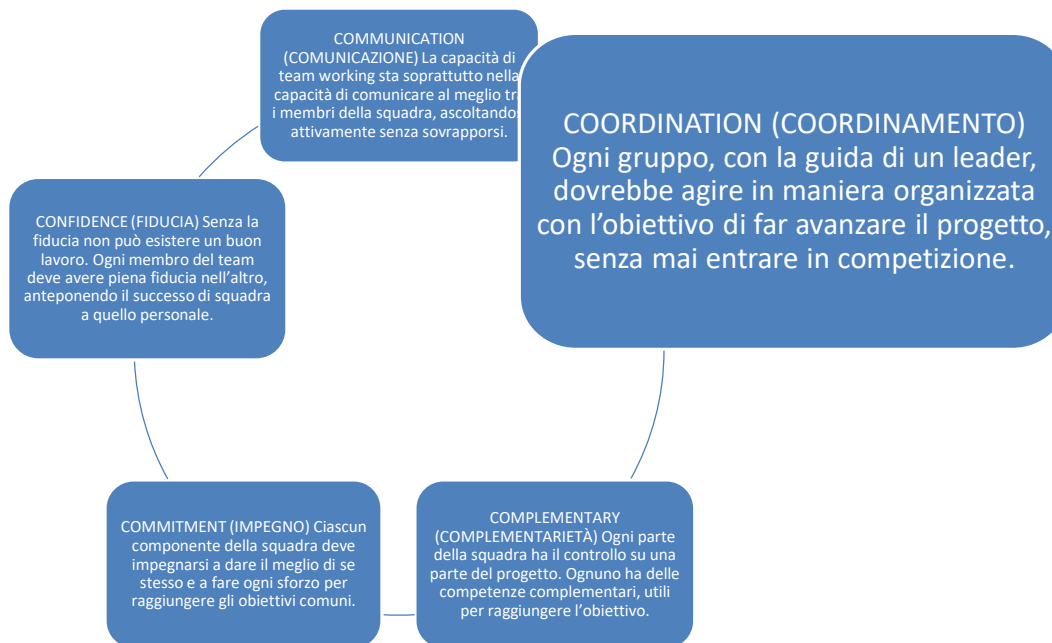 COMMUNICATION
(COMUNICAZIONE) La capacità di
team working sta soprattutto nella
capacità di comunicare al meglio tr
i membri della squadra, ascoltando
attivamente senza sovrapporsi.
COORDINATION (COORDINAMENTO)
Ogni gruppo, con la guida di un leader,
dovrebbe agire in maniera organizzata
con l’obiettivo di far avanzare il progetto,
senza mai entrare in competizione.
CONFIDENCE (FIDUCIA) Senza la
fiducia non può esistere un buon
lavoro. Ogni membro del team
deve avere piena fiducia nell’altro,
anteponendo il successo di squadra
a quello personale.
COMMITMENT (IMPEGNO) Ciascun
componente della squadra deve
impegnarsi a dare il meglio di se
stesso e a fare ogni sforzo per
raggiungere gli obiettivi comuni.
COMPLEMENTARY
(COMPLEMENTARIETÀ) Ogni parte
della squadra ha il controllo su una
parte del progetto. Ognuno ha delle
competenze complementari, utili
per raggiungere l’obiettivo.